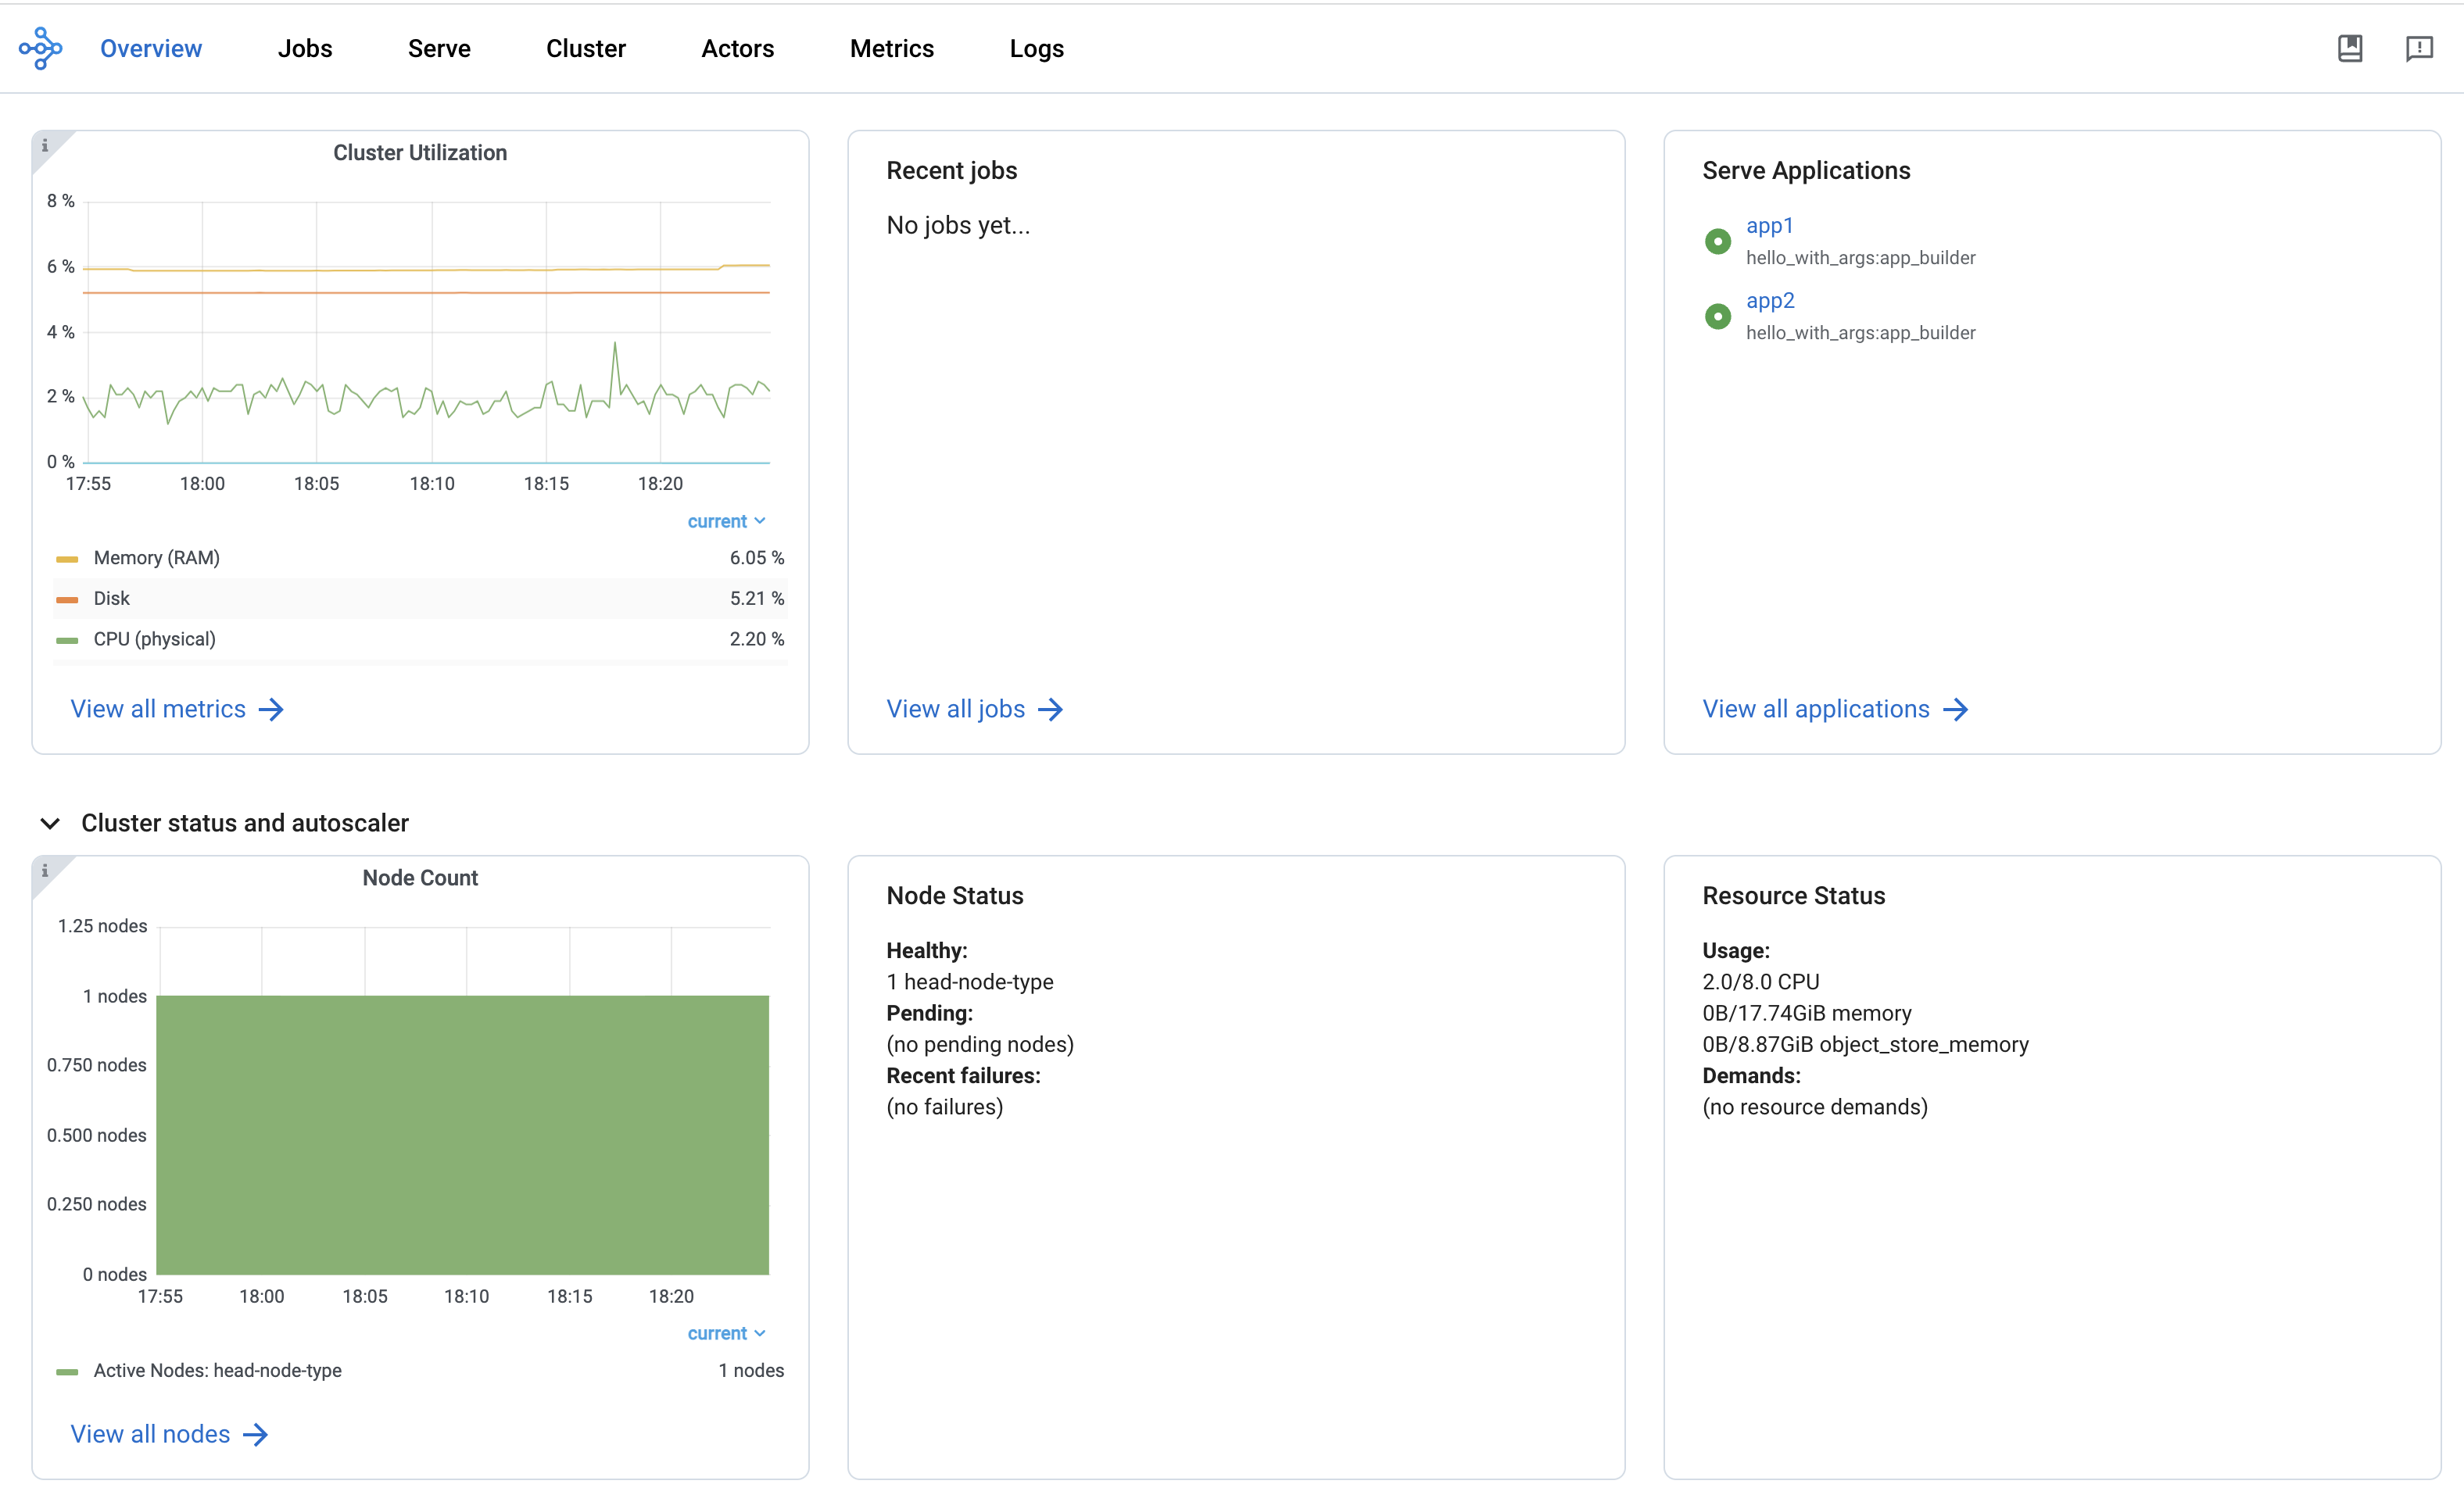 Overview Jobs Serve Cluster Actors Metrics Logs
i
Cluster Utilization
8 %
6 %
4 %
2 %
0 %
17:55 18:00 18:05 18:10 18:15 18:20
current
Memory (RAM) 6.05 %
Disk 5.21 %
CPU (physical) 2.20 %
View all metrics
Recent jobs
No jobs yet...
View all jobs
Serve Applications
app1
hello_with_args:app_builder
app2
hello_with_args:app_builder
View all applications
Cluster status and autoscaler
i
Node Count
1.25 nodes
1 nodes
0.750 nodes
0.500 nodes
0.250 nodes
0 nodes
17:55 18:00 18:05 18:10 18:15 18:20
current
Active Nodes: head-node-type 1 nodes
View all nodes
Node Status
Healthy:
1 head-node-type
Pending:
(no pending nodes)
Recent failures:
(no failures)
Resource Status
Usage:
2.0/8.0 CPU
0B/17.74GiB memory
0B/8.87GiB object_store_memory
Demands:
(no resource demands)